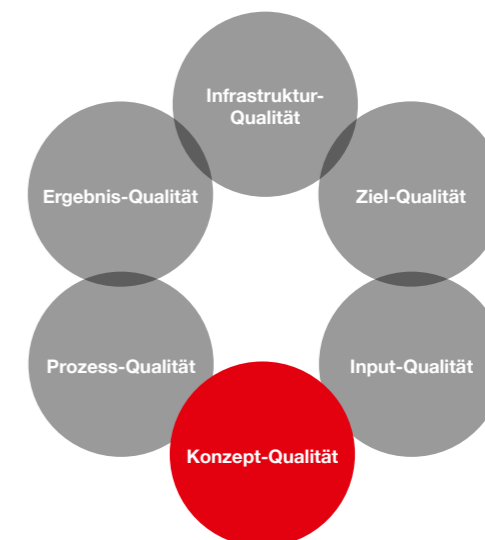 Infrastruktur-
Qualität
Ergebnis-Qualität
Ziel-Qualität
Prozess-Qualität
Input-Qualität
Konzept-Qualität